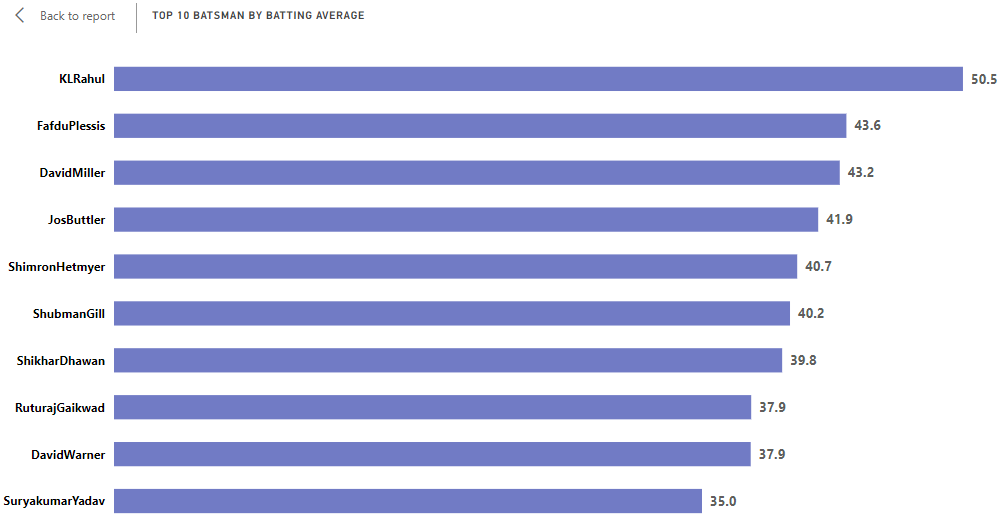 Back to report TOP 10 BATSMAN BY BATTING AVERAGE
KLRahul 50.5
FafduPlessis 43.6
DavidMiller 43.2
JosButtler 41.9
ShimronHetmyer 40.7
ShubmanGill 40.2
ShikharDhawan 39.8
RuturajGaikwad 37.9
DavidWarner 37.9
SuryakumarYadav 35.0